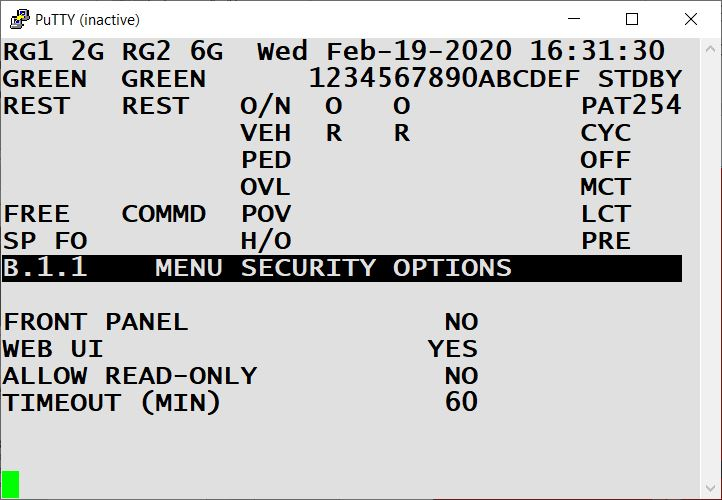 PuTTY (inactive)
RG1 2G RG2 6G Wed Feb-19-2020 16:31:30
GREEN GREEN 1234567890ABCDEF STDBY
REST REST O/N O O PAT254
VEH R R CYC
PED OFF
OVL MCT
FREE COMMD POV LCT
SP FO H/O PRE
B.1.1 MENU SECURITY OPTIONS
FRONT PANEL NO
WEB UI YES
ALLOW READ-ONLY NO
TIMEOUT (MIN) 60